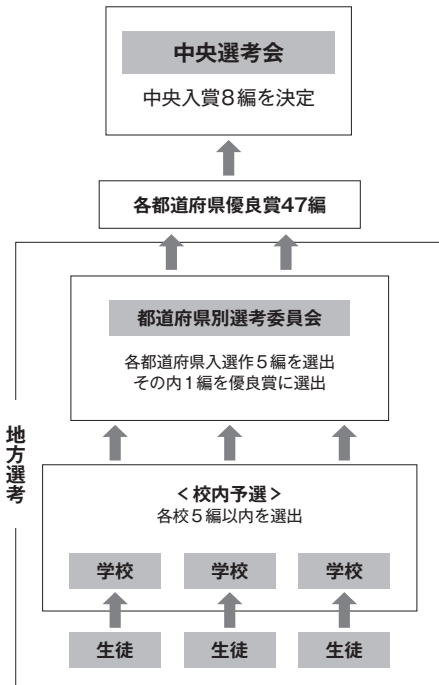 中央選考会
中央入賞8編を決定
各都道府県優良賞47編
都道府県別選考委員会
各都道府県入選作5編を選出
その内1編を優良賞に選出
地方選考
<校内予選>
各校5編以内を選出
学校 学校 学校
生徒 生徒 生徒